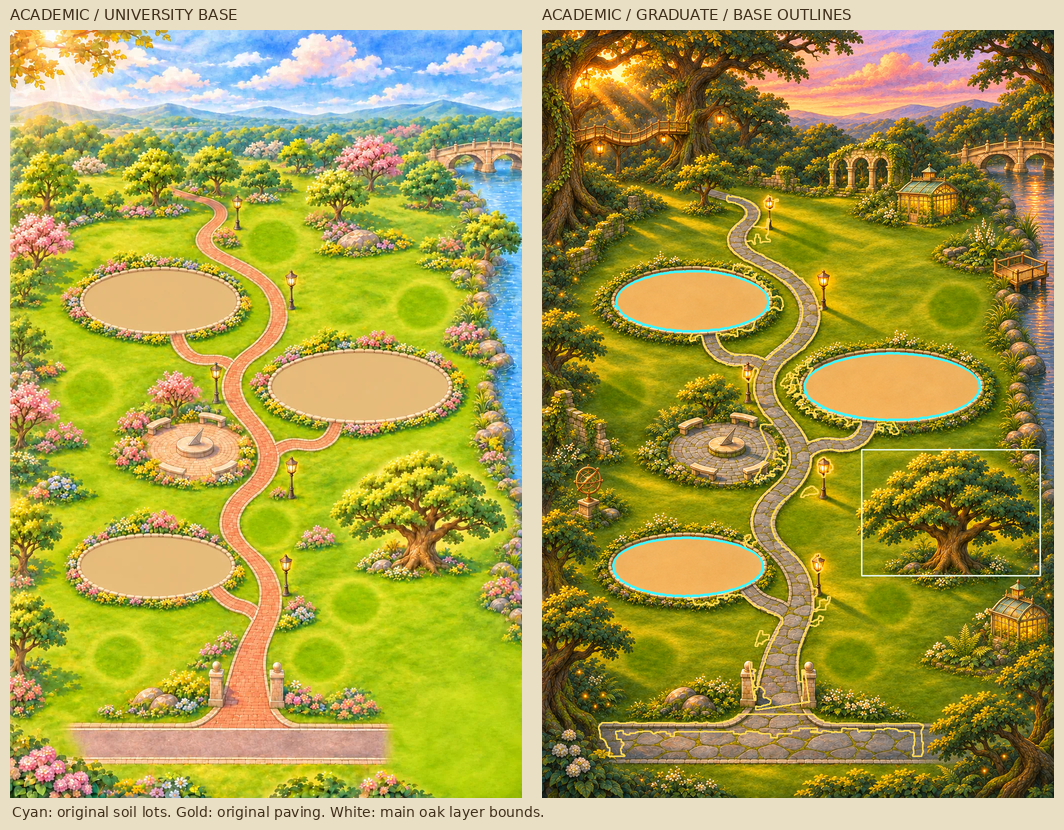 ACADEMIC / UNIVERSITY BASE
ACADEMIC / GRADUATE / BASE OUTLINES
Cyan: original soil lots. Gold: original paving. White: main oak layer bounds.